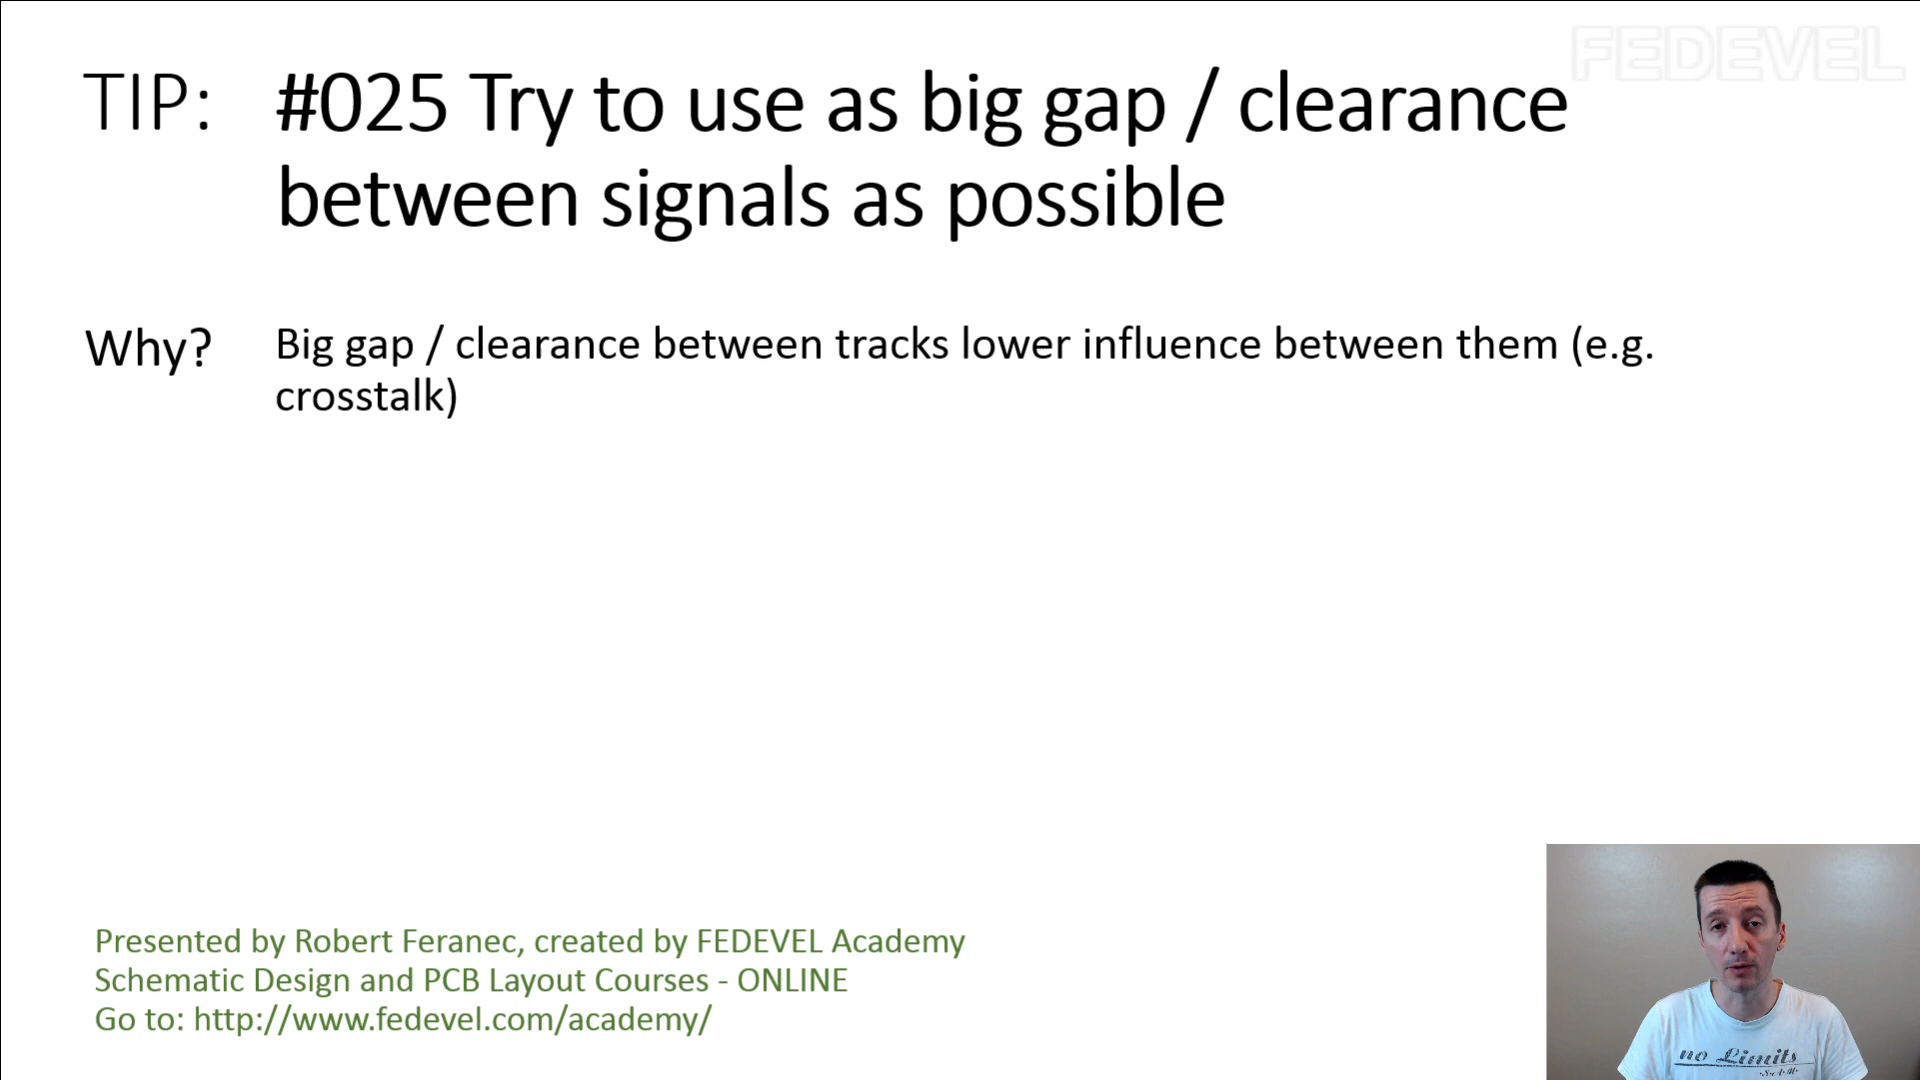 FEDEVEL
TIP: #025 Try to use as big gap / clearance
between signals as possible
Why? Big gap / clearance between tracks lower influence between them (e.g.
crosstalk)
Presented by Robert Feranec, created by FEDEVEL Academy
Schematic Design and PCB Layout Courses - ONLINE
Go to: http://www.fedevel.com/academy/
no Limits